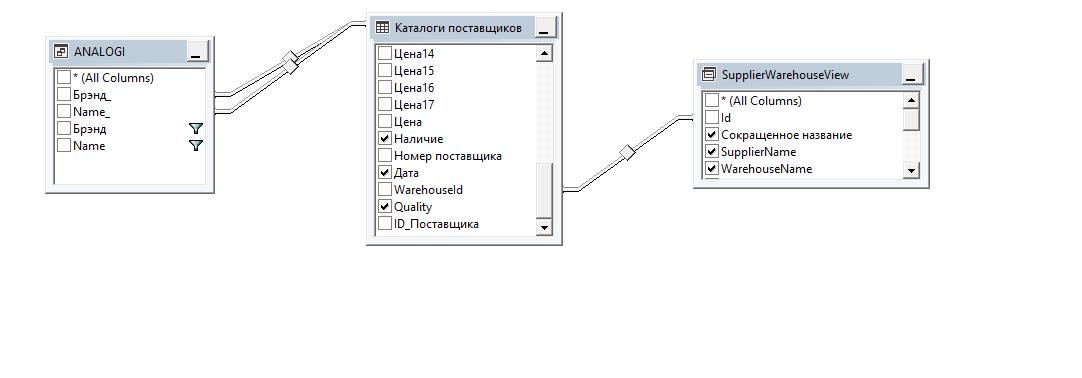 ANALOGI
* (All Columns)
Брэнд_
Name_
Брэнд
Name
Каталоги поставщиков
Цена14
Цена15
Цена16
Цена17
Цена
Наличие
Номер поставщика
Дата
WarehouseId
Quality
ID_Поставщика
SupplierWarehouseView
* (All Columns)
Id
Сокращенное название
SupplierName
WarehouseName